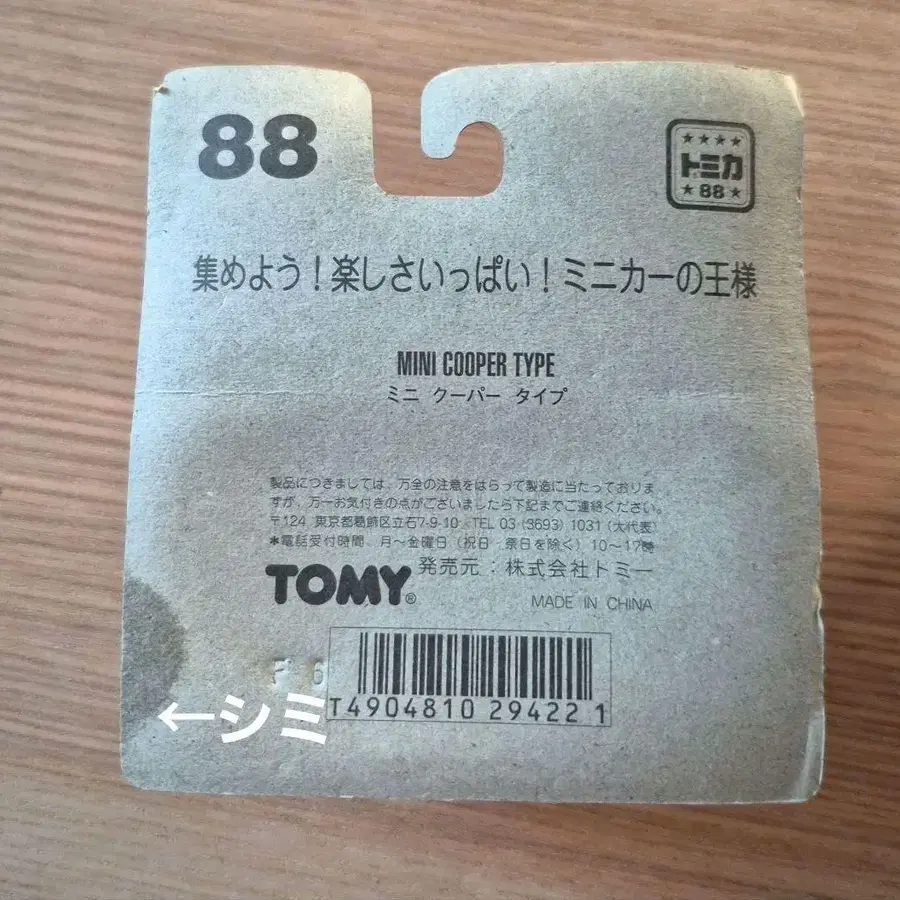 88
★★★★
トミカ
★88★
集めよう！楽しさいっぱい！ミニカーの王様
MINI COOPER TYPE
ミニ クーパー タイプ
製品につきましては、万全の注意をはらって製造に当たっておりま
すが、万一お気付きの点がございましたら下記までご連絡ください。
〒124 東京都葛飾区立石7-9-10 TEL 03 (3693) 1031 (大代表)
*電話受付時間、月～金曜日 (祝日、祭日を除く) 10～17時
TOMY® 発売元：株式会社トミー
MADE IN CHINA
←シミ
T4904810 294221